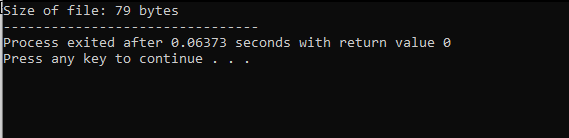 Size of file: 79 bytes
--------------------------------
Process exited after 0.06373 seconds with return value 0
Press any key to continue . . .